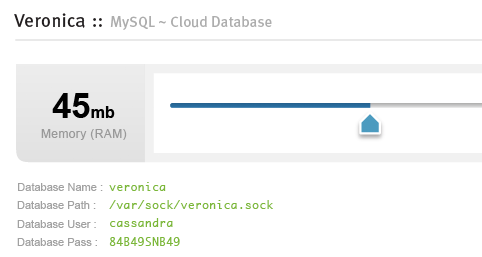 Veronica :: MySQL ~ Cloud Database
45mb
Memory (RAM)
Database Name : veronica
Database Path : /var/sock/veronica.sock
Database User : cassandra
Database Pass : 84B49SNB49